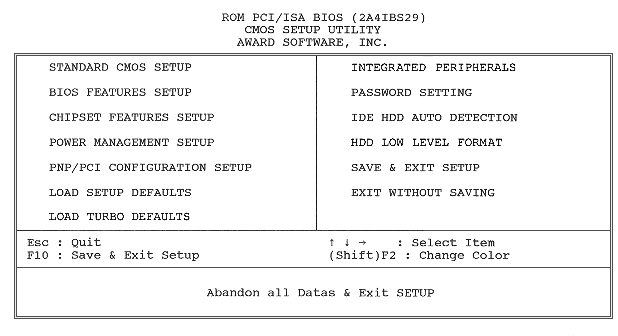 ROM PCI/ISA BIOS (2A4IBS29)
CMOS SETUP UTILITY
AWARD SOFTWARE, INC.
STANDARD CMOS SETUP
BIOS FEATURES SETUP
CHIPSET FEATURES SETUP
POWER MANAGEMENT SETUP
PNP/PCI CONFIGURATION SETUP
LOAD SETUP DEFAULTS
LOAD TURBO DEFAULTS
INTEGRATED PERIPHERALS
PASSWORD SETTING
IDE HDD AUTO DETECTION
HDD LOW LEVEL FORMAT
SAVE & EXIT SETUP
EXIT WITHOUT SAVING
Esc : Quit
F10 : Save & Exit Setup
↑ ↓ → : Select Item
(Shift)F2 : Change Color
Abandon all Datas & Exit SETUP